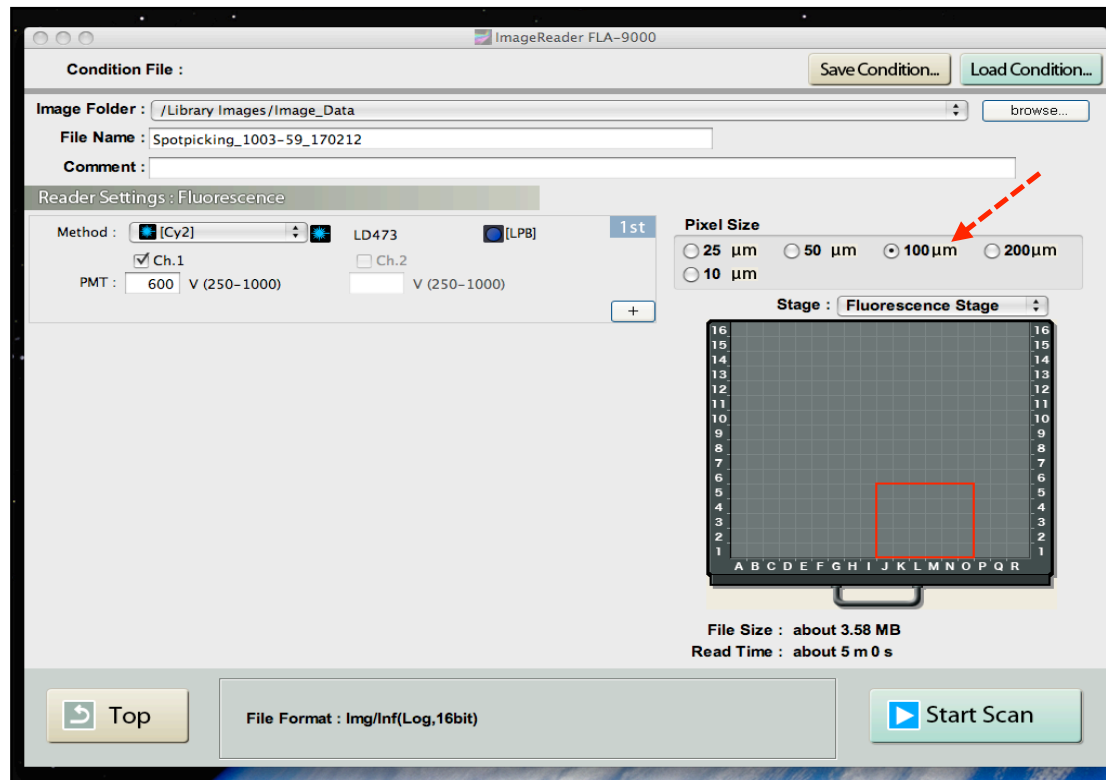 ImageReader FLA-9000
Condition File :
Save Condition...
Load Condition...
Image Folder : /Library Images/Image_Data
browse...
File Name : Spotpicking_1003-59_170212
Comment :
Reader Settings : Fluorescence
Method : [Cy2] LD473 [LPB] 1st
Ch.1 Ch.2
PMT : 600 V (250-1000) V (250-1000)
+
Pixel Size
25 µm 50 µm 100µm 200µm
10 µm
Stage : Fluorescence Stage
16 16
15 15
14 14
13 13
12 12
11 11
10 10
9 9
8 8
7 7
6 6
5 5
4 4
3 3
2 2
1 1
A B C D E F G H I J K L M N O P Q R
File Size : about 3.58 MB
Read Time : about 5 m 0 s
Top
File Format : Img/Inf(Log,16bit)
Start Scan